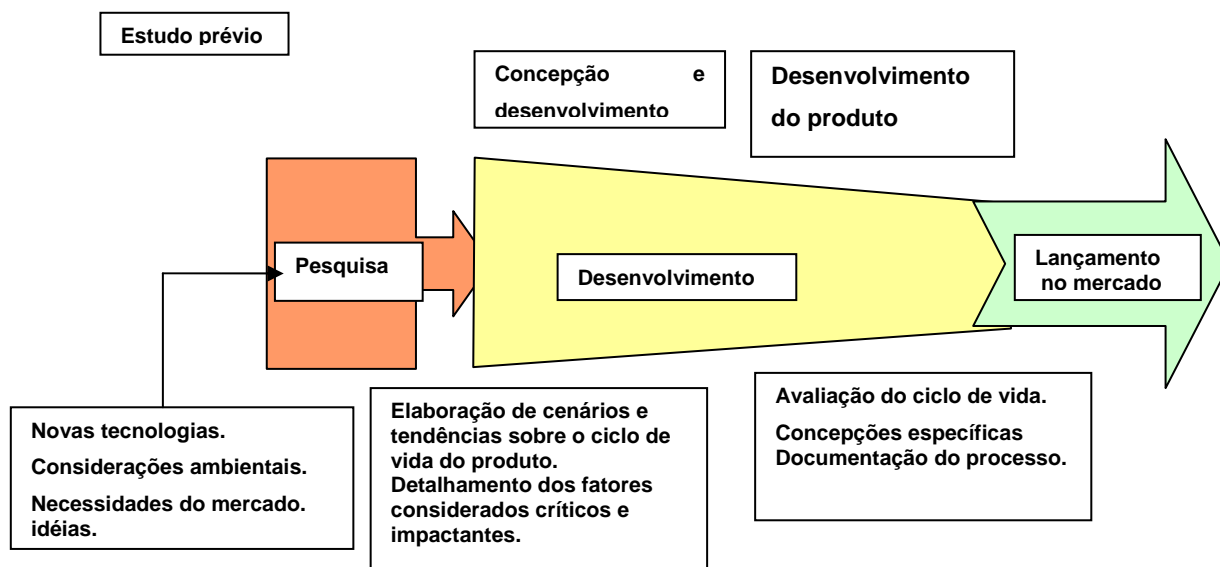 Estudo prévio
Concepção e
desenvolvimento
Desenvolvimento
do produto
Pesquisa
Desenvolvimento
Lançamento
no mercado
Novas tecnologias.
Considerações ambientais.
Necessidades do mercado.
idéias.
Elaboração de cenários e
tendências sobre o ciclo de
vida do produto.
Detalhamento dos fatores
considerados críticos e
impactantes.
Avaliação do ciclo de vida.
Concepções específicas
Documentação do processo.